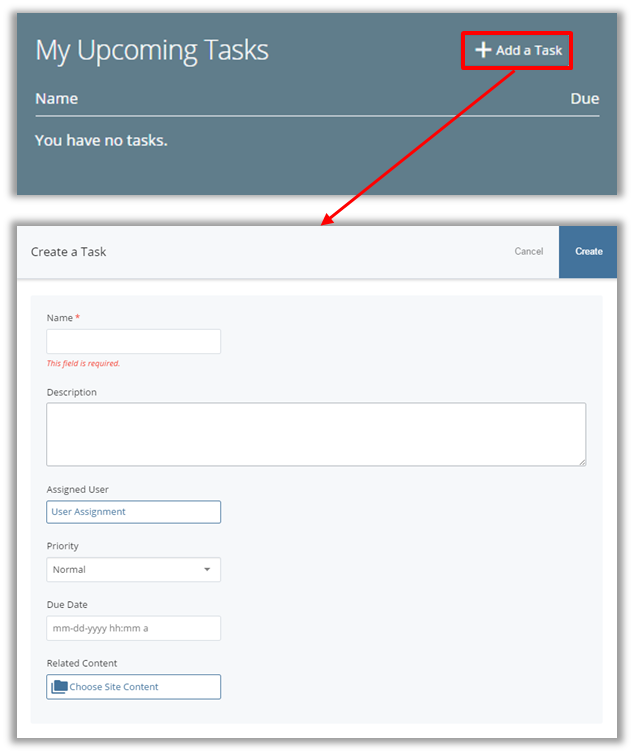 My Upcoming Tasks
Add a Task
Name Due
You have no tasks.
Create a Task Cancel Create
Name *
This field is required.
Description
Assigned User
User Assignment
Priority
Normal
Due Date
mm-dd-yyyy hh:mm a
Related Content
Choose Site Content